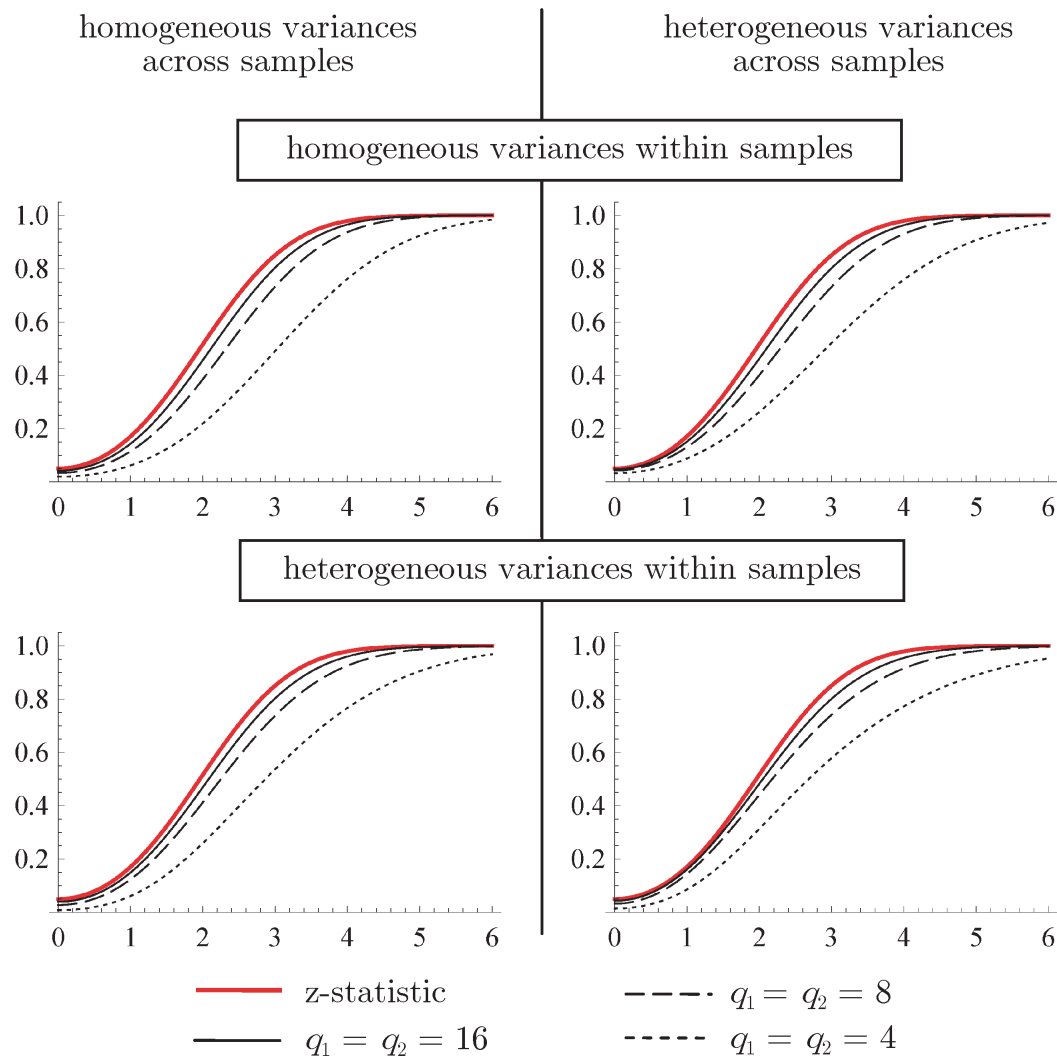 homogeneous variances
across samples
heterogeneous variances
across samples
homogeneous variances within samples
1.0
0.8
0.6
0.4
0.2
0 1 2 3 4 5 6
1.0
0.8
0.6
0.4
0.2
0 1 2 3 4 5 6
heterogeneous variances within samples
1.0
0.8
0.6
0.4
0.2
0 1 2 3 4 5 6
1.0
0.8
0.6
0.4
0.2
0 1 2 3 4 5 6
z-statistic
q₁ = q₂ = 16
q₁ = q₂ = 8
q₁ = q₂ = 4